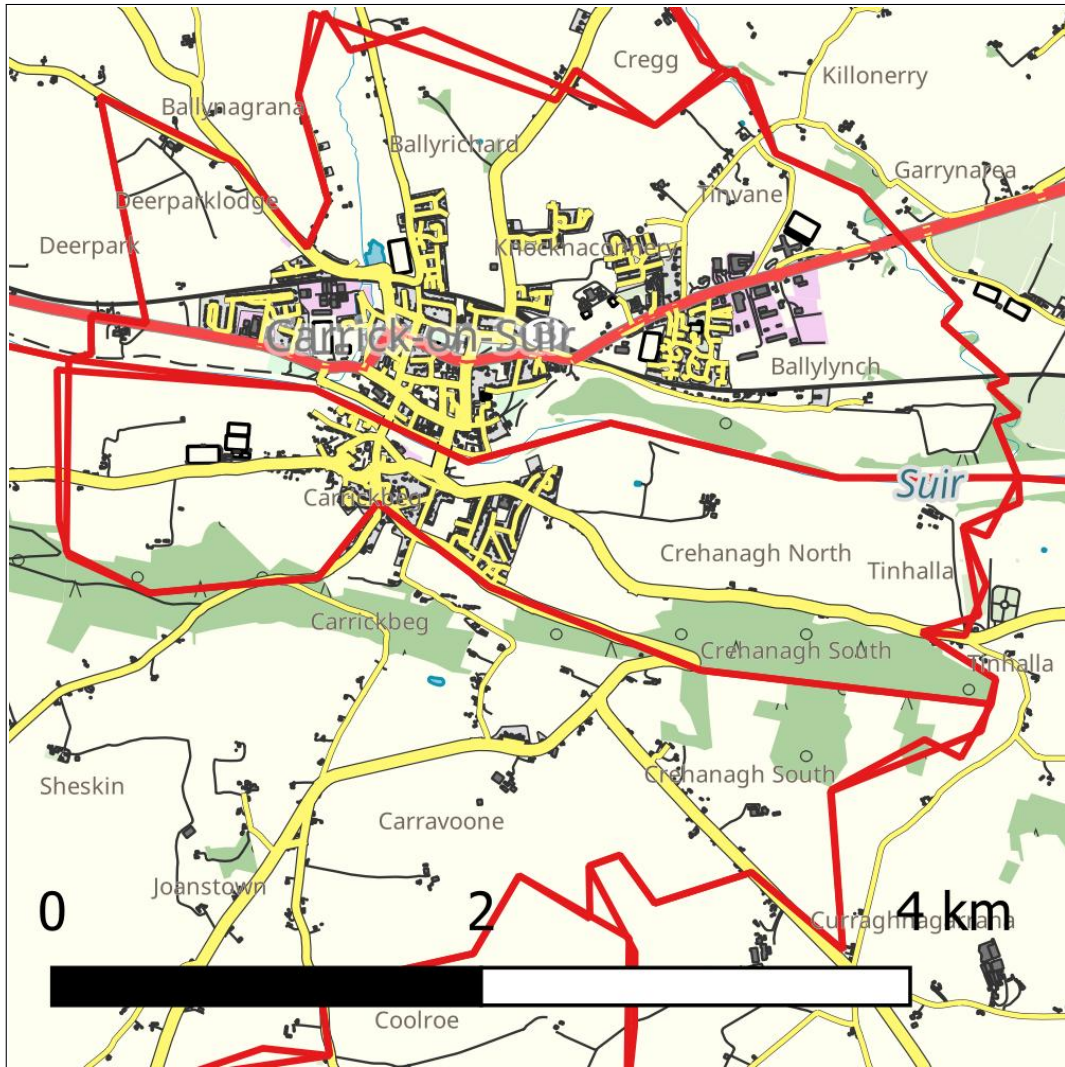 Cregg
Killonerry
Ballynagrana
Ballyrichard
Garrynarea
Deerparklodge
Tinvane
Deerpark
Knocknaconnery
Carrick-on-Suir
Ballylynch
Suir
Carrickbeg
Crehanagh North
Tinhalla
Carrickbeg
Crehanagh South
Tinhalla
Crehanagh South
Sheskin
Carravoone
Joanstown
0 2 4 km
Curraghnagarraha
Coolroe